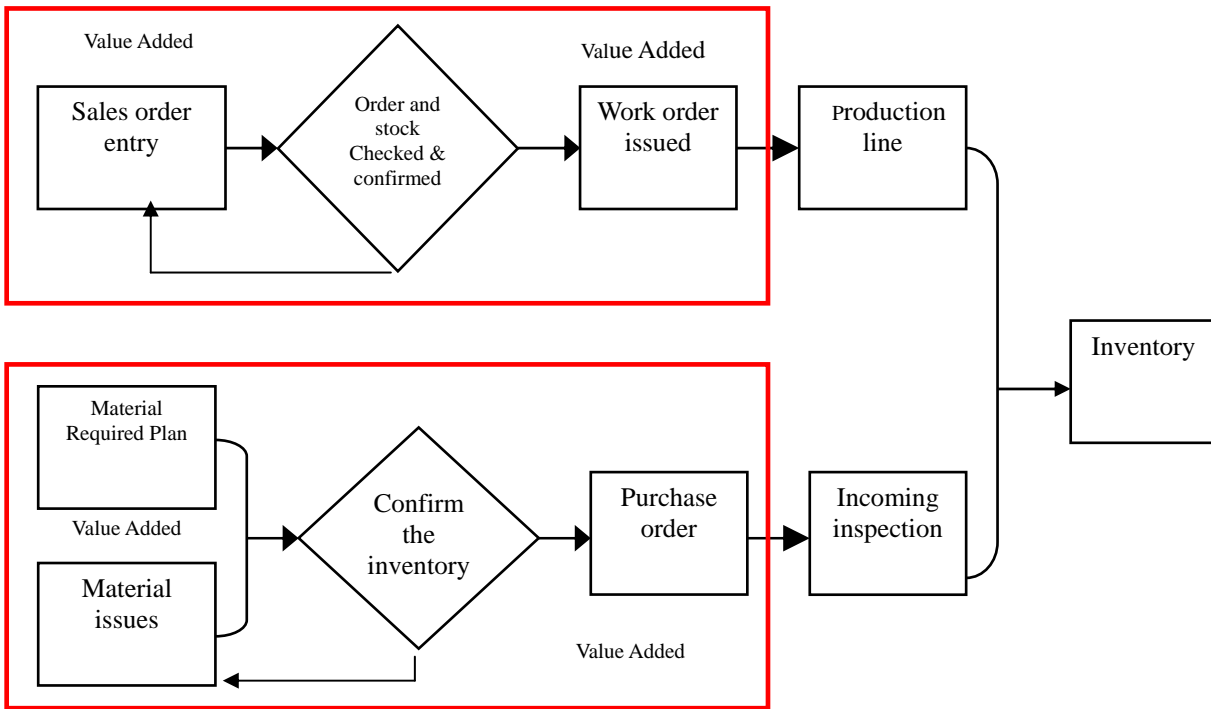 Value Added
Value Added
Sales order
entry
Order and
stock
Checked &
confirmed
Work order
issued
Production
line
Inventory
Material
Required Plan
Value Added
Material
issues
Confirm
the
inventory
Purchase
order
Value Added
Incoming
inspection